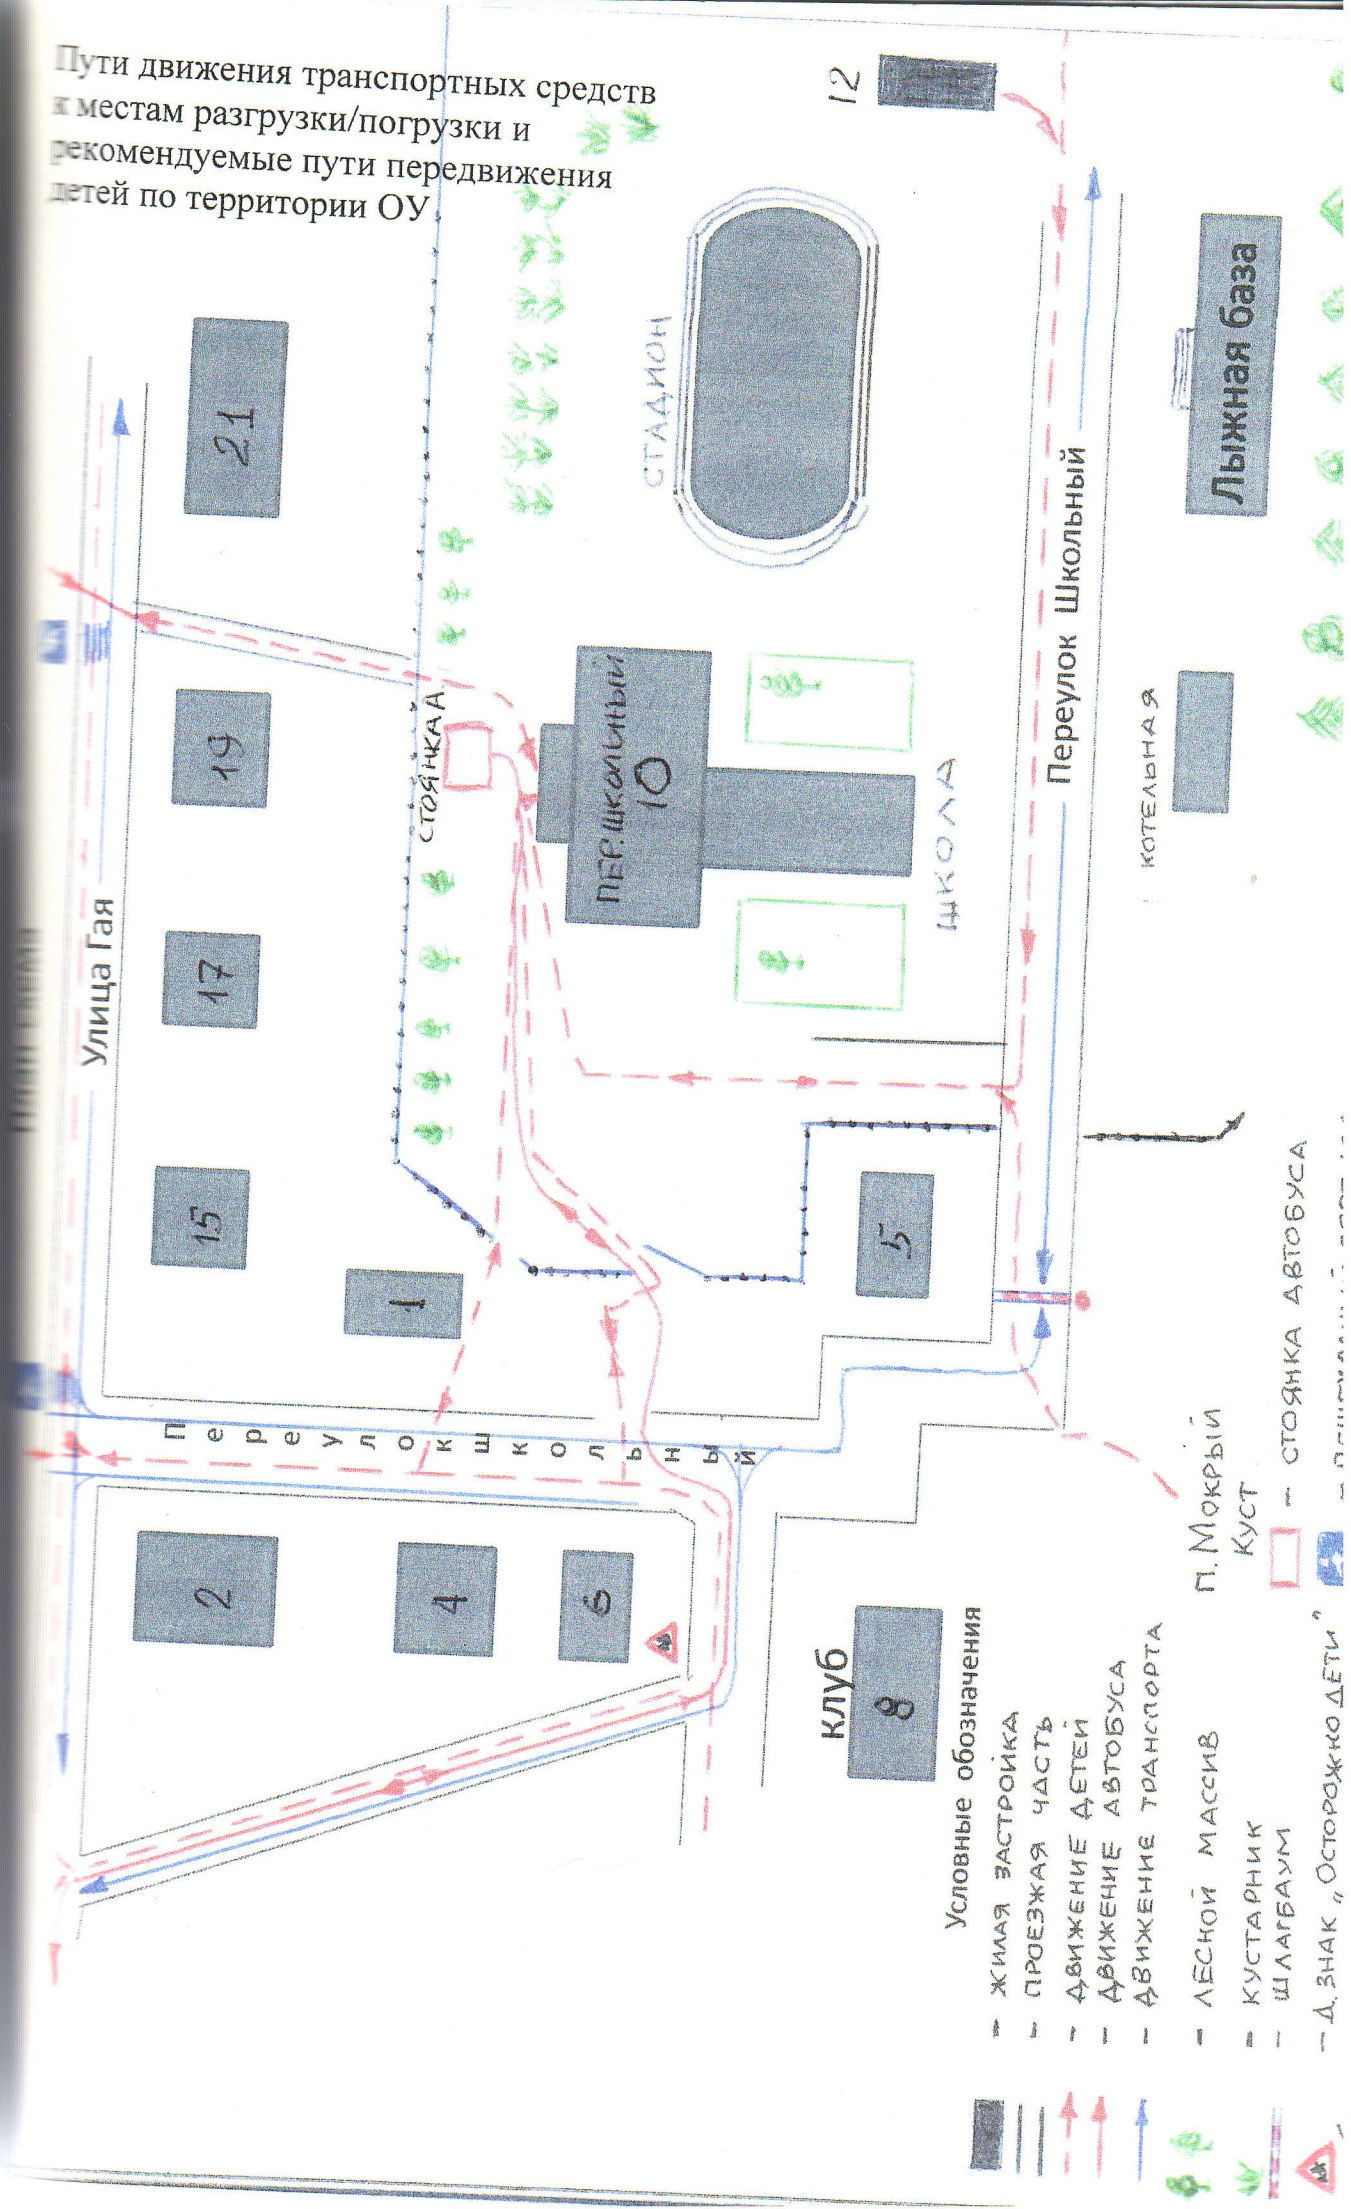 Пути движения транспортных средств
к местам разгрузки/погрузки и
рекомендуемые пути передвижения
детей по территории ОУ
12
21
19
17
15
1
Улица Гая
СТОЯНКА А
СТАДИОН
ПЕР.ШКОЛЬНЫЙ
10
ШКОЛА
Переулок Школьный
Лыжная база
КОТЕЛЬНАЯ
5
Переулок школьный
2
4
6
клуб
8
П. МОКРЫЙ
КУСТ
Условные обозначения
- ЖИЛАЯ ЗАСТРОЙКА
- ПРОЕЗЖАЯ ЧАСТЬ
- ДВИЖЕНИЕ ДЕТЕЙ
- ДВИЖЕНИЕ АВТОБУСА
- ДВИЖЕНИЕ ТРАНСПОРТА
- ЛЕСНОЙ МАССИВ
- КУСТАРНИК
- ШЛАГБАУМ
- Д. ЗНАК „ОСТОРОЖНО ДЕТИ"
- СТОЯНКА АВТОБУСА